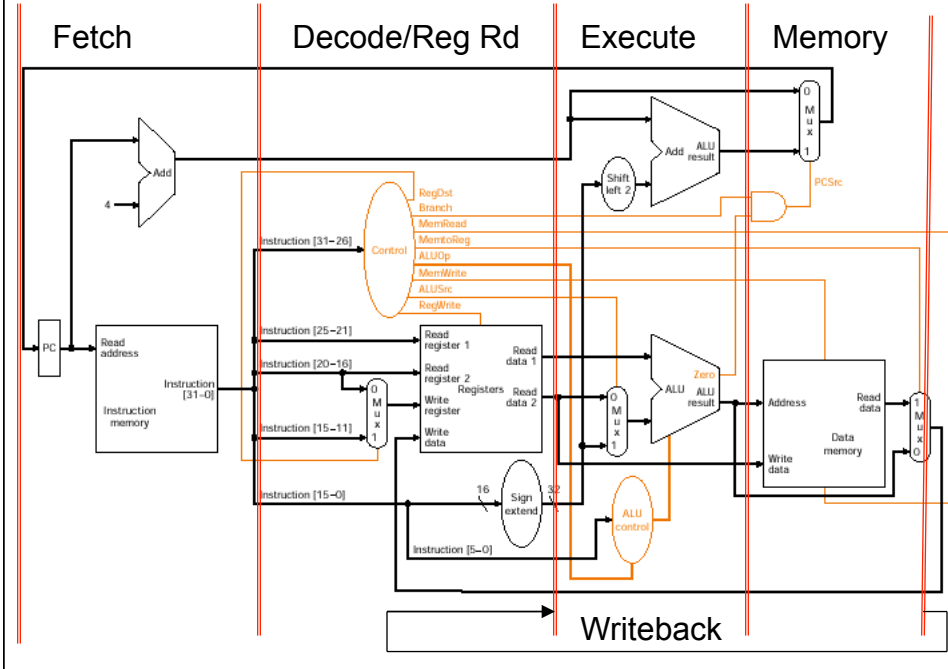 Fetch
Decode/Reg Rd
Execute
Memory
Add
4
PC
Read
address
Instruction
[31–0]
Instruction
memory
Instruction [31–26]
Instruction [25–21]
Instruction [20–16]
Instruction [15–11]
Instruction [15–0]
Instruction [5–0]
Control
RegDst
Branch
MemRead
MemtoReg
ALUOp
MemWrite
ALUSrc
RegWrite
0
M
u
x
1
Read
register 1
Read
register 2
Write
register
Write
data
Registers
Read
data 1
Read
data 2
16
Sign
extend
32
Shift
left 2
Add
ALU
result
0
M
u
x
1
PCSrc
0
M
u
x
1
Zero
ALU
ALU
result
ALU
control
Address
Write
data
Read
data
Data
memory
1
M
u
x
0
Writeback